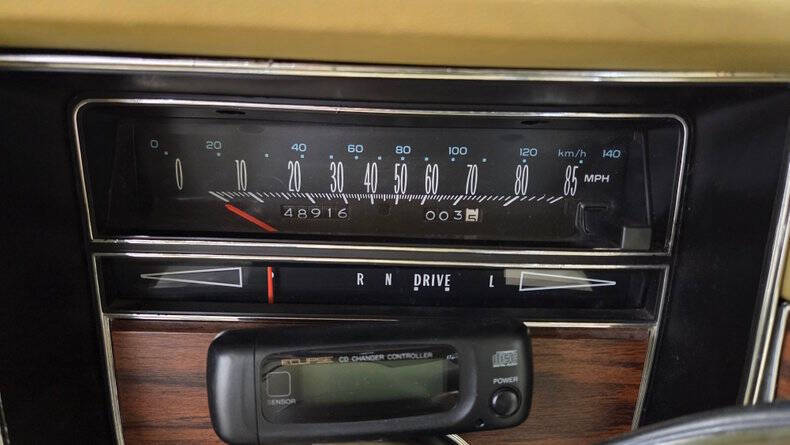 0 20 40 60 80 100 120 km/h 140
0 10 20 30 40 50 60 70 80 85 MPH
48916 003
R N DRIVE L
ECLIPSE CD CHANGER CONTROLLER
POWER
SENSOR